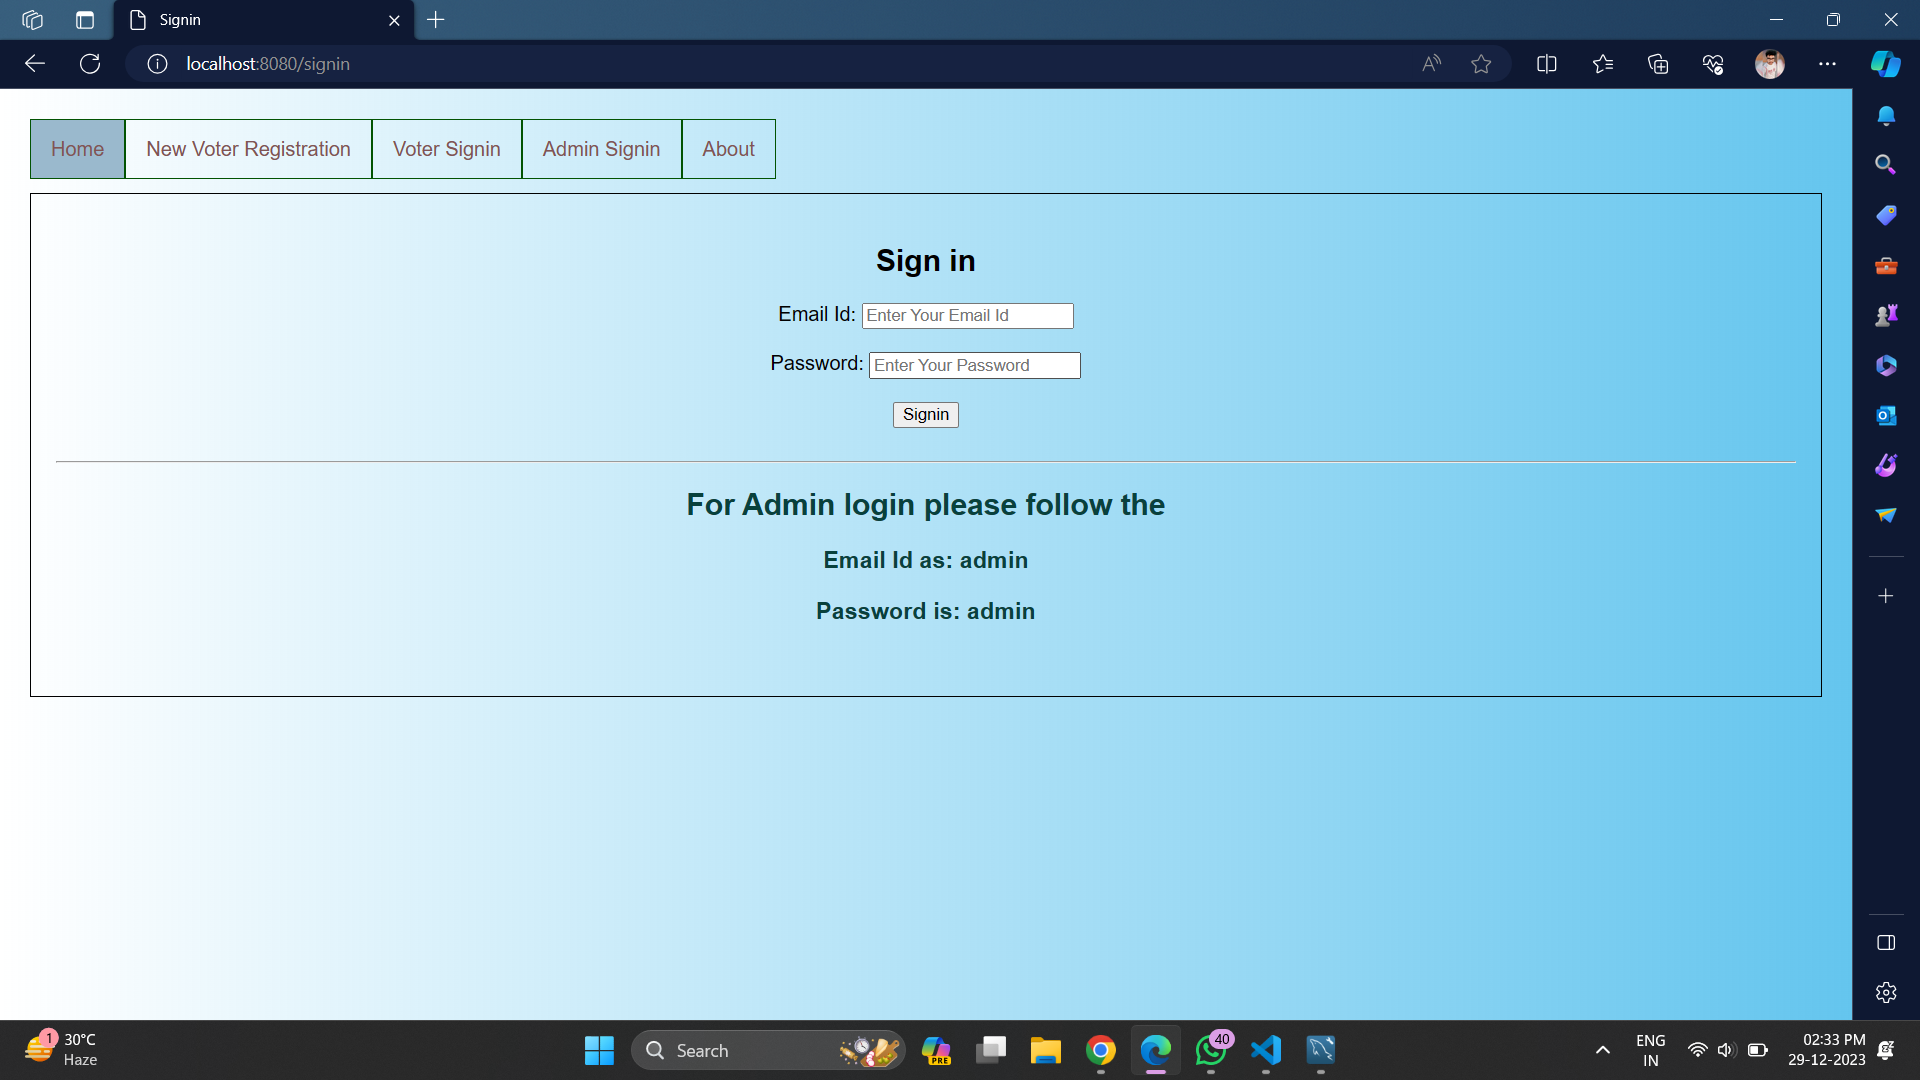 Signin
localhost:8080/signin
Home
New Voter Registration
Voter Signin
Admin Signin
About
Sign in
Email Id: Enter Your Email Id
Password: Enter Your Password
Signin
For Admin login please follow the
Email Id as: admin
Password is: admin
1
30°C
Haze
Search
PRE
40
ENG
IN
02:33 PM
29-12-2023